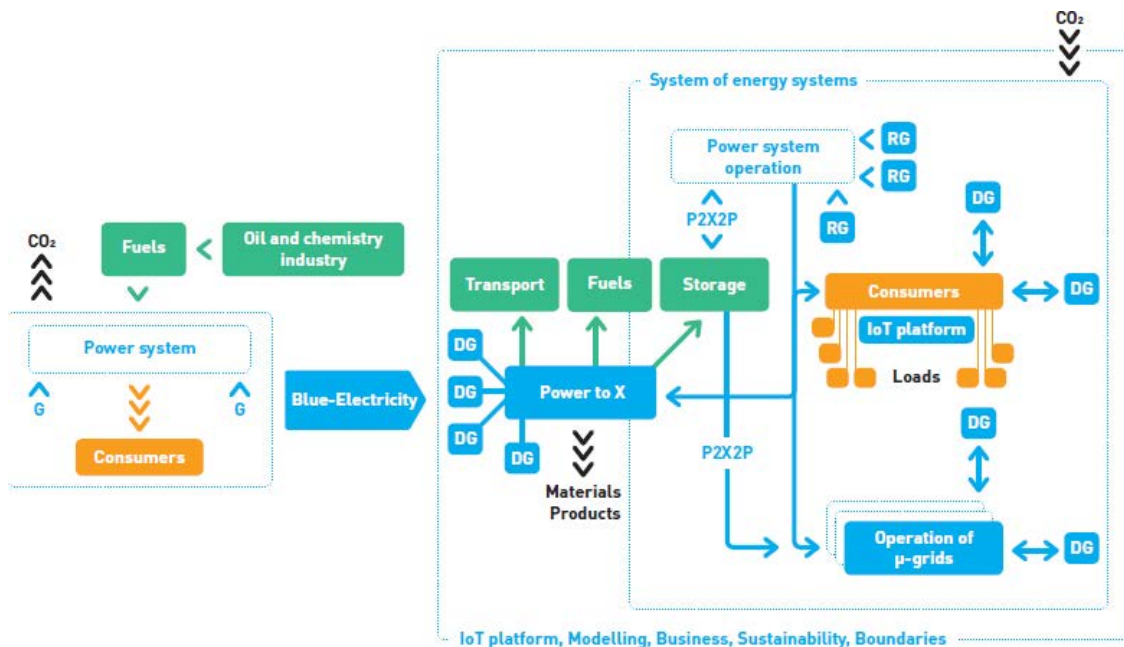 CO₂
System of energy systems
Power system
operation
RG
RG
RG
P2X2P
DG
CO₂
Fuels
Oil and chemistry
industry
Transport
Fuels
Storage
Consumers
DG
IoT platform
Loads
Power system
G
G
Consumers
Blue-Electricity
DG
DG
DG
DG
Power to X
Materials
Products
P2X2P
DG
Operation of
μ-grids
DG
IoT platform, Modelling, Business, Sustainability, Boundaries